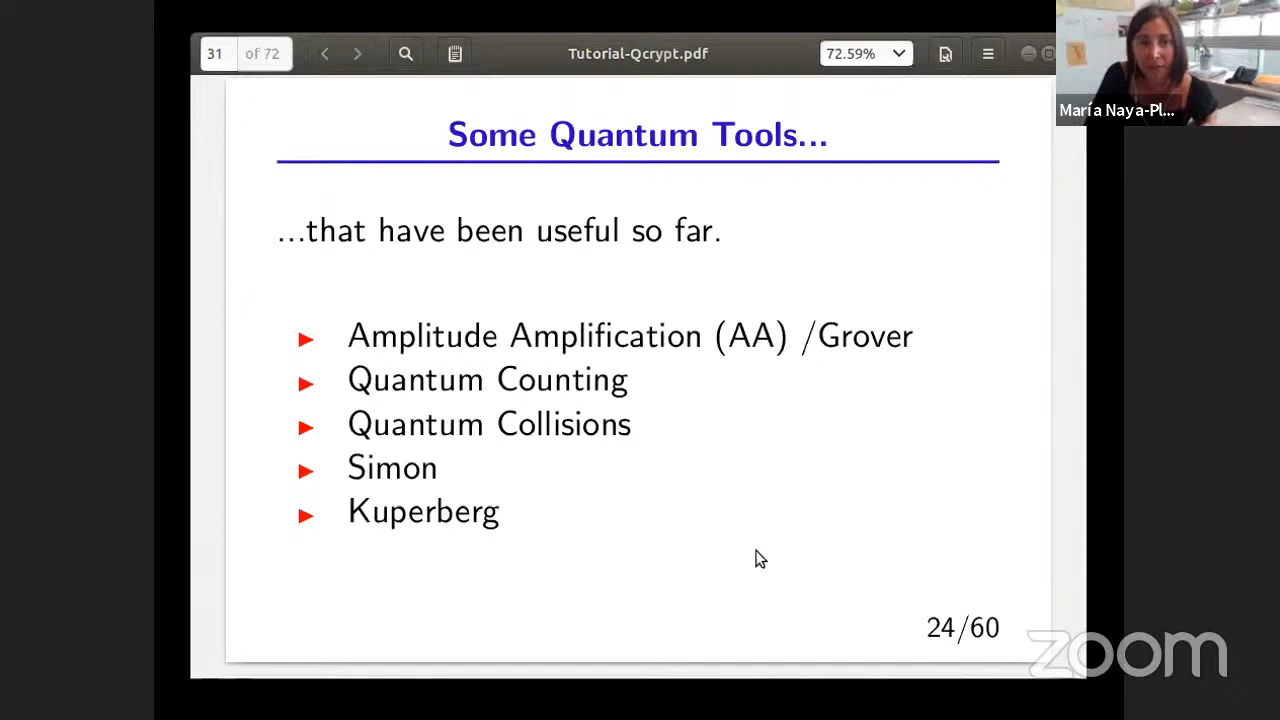 31 of 72
Tutorial-Qcrypt.pdf
72.59%
María Naya-Pl...
Some Quantum Tools...
...that have been useful so far.
Amplitude Amplification (AA) /Grover
Quantum Counting
Quantum Collisions
Simon
Kuperberg
24/60
zoom